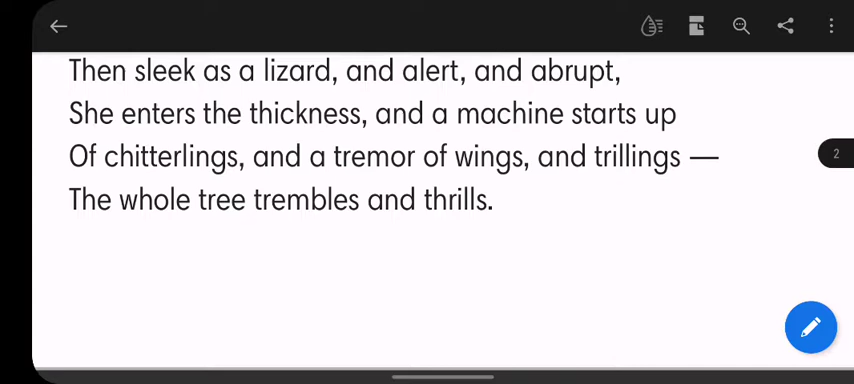 Then sleek as a lizard, and alert, and abrupt,
She enters the thickness, and a machine starts up
Of chitterlings, and a tremor of wings, and trillings —
The whole tree trembles and thrills.
2